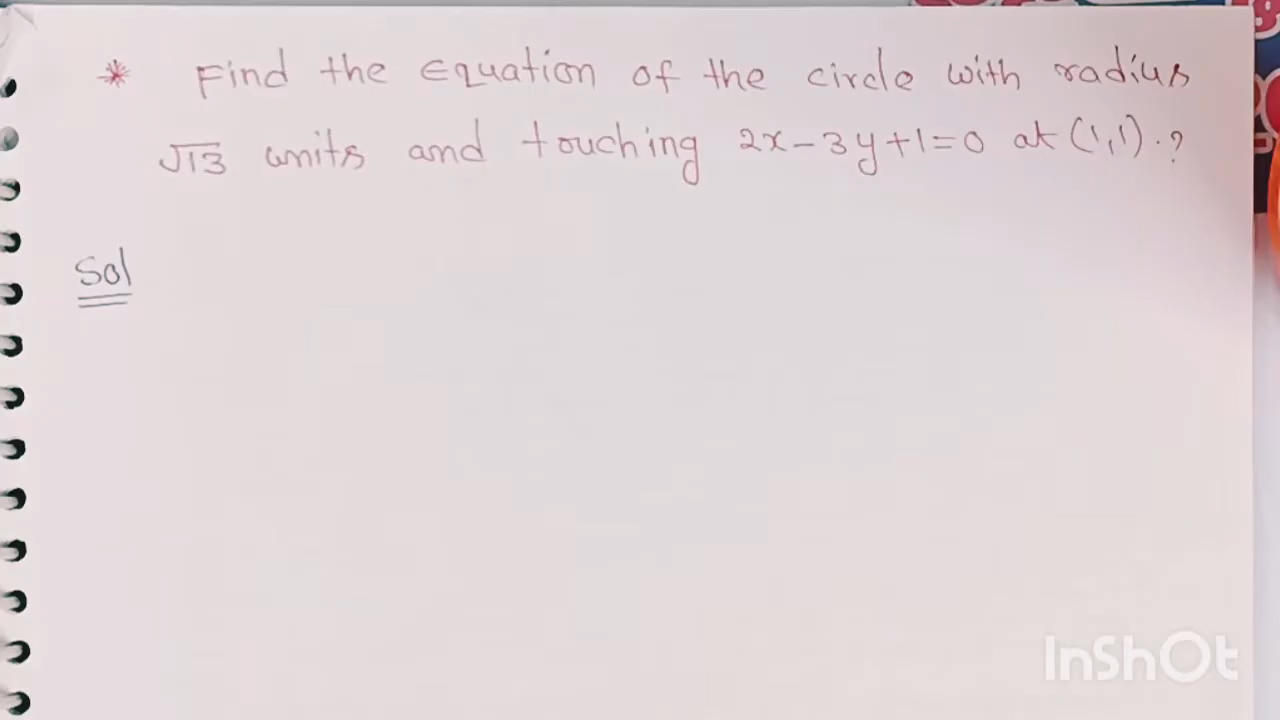 * Find the Equation of the circle with radius
√13 units and touching 2x-3y+1=0 at (1,1).?
Sol
InShOt